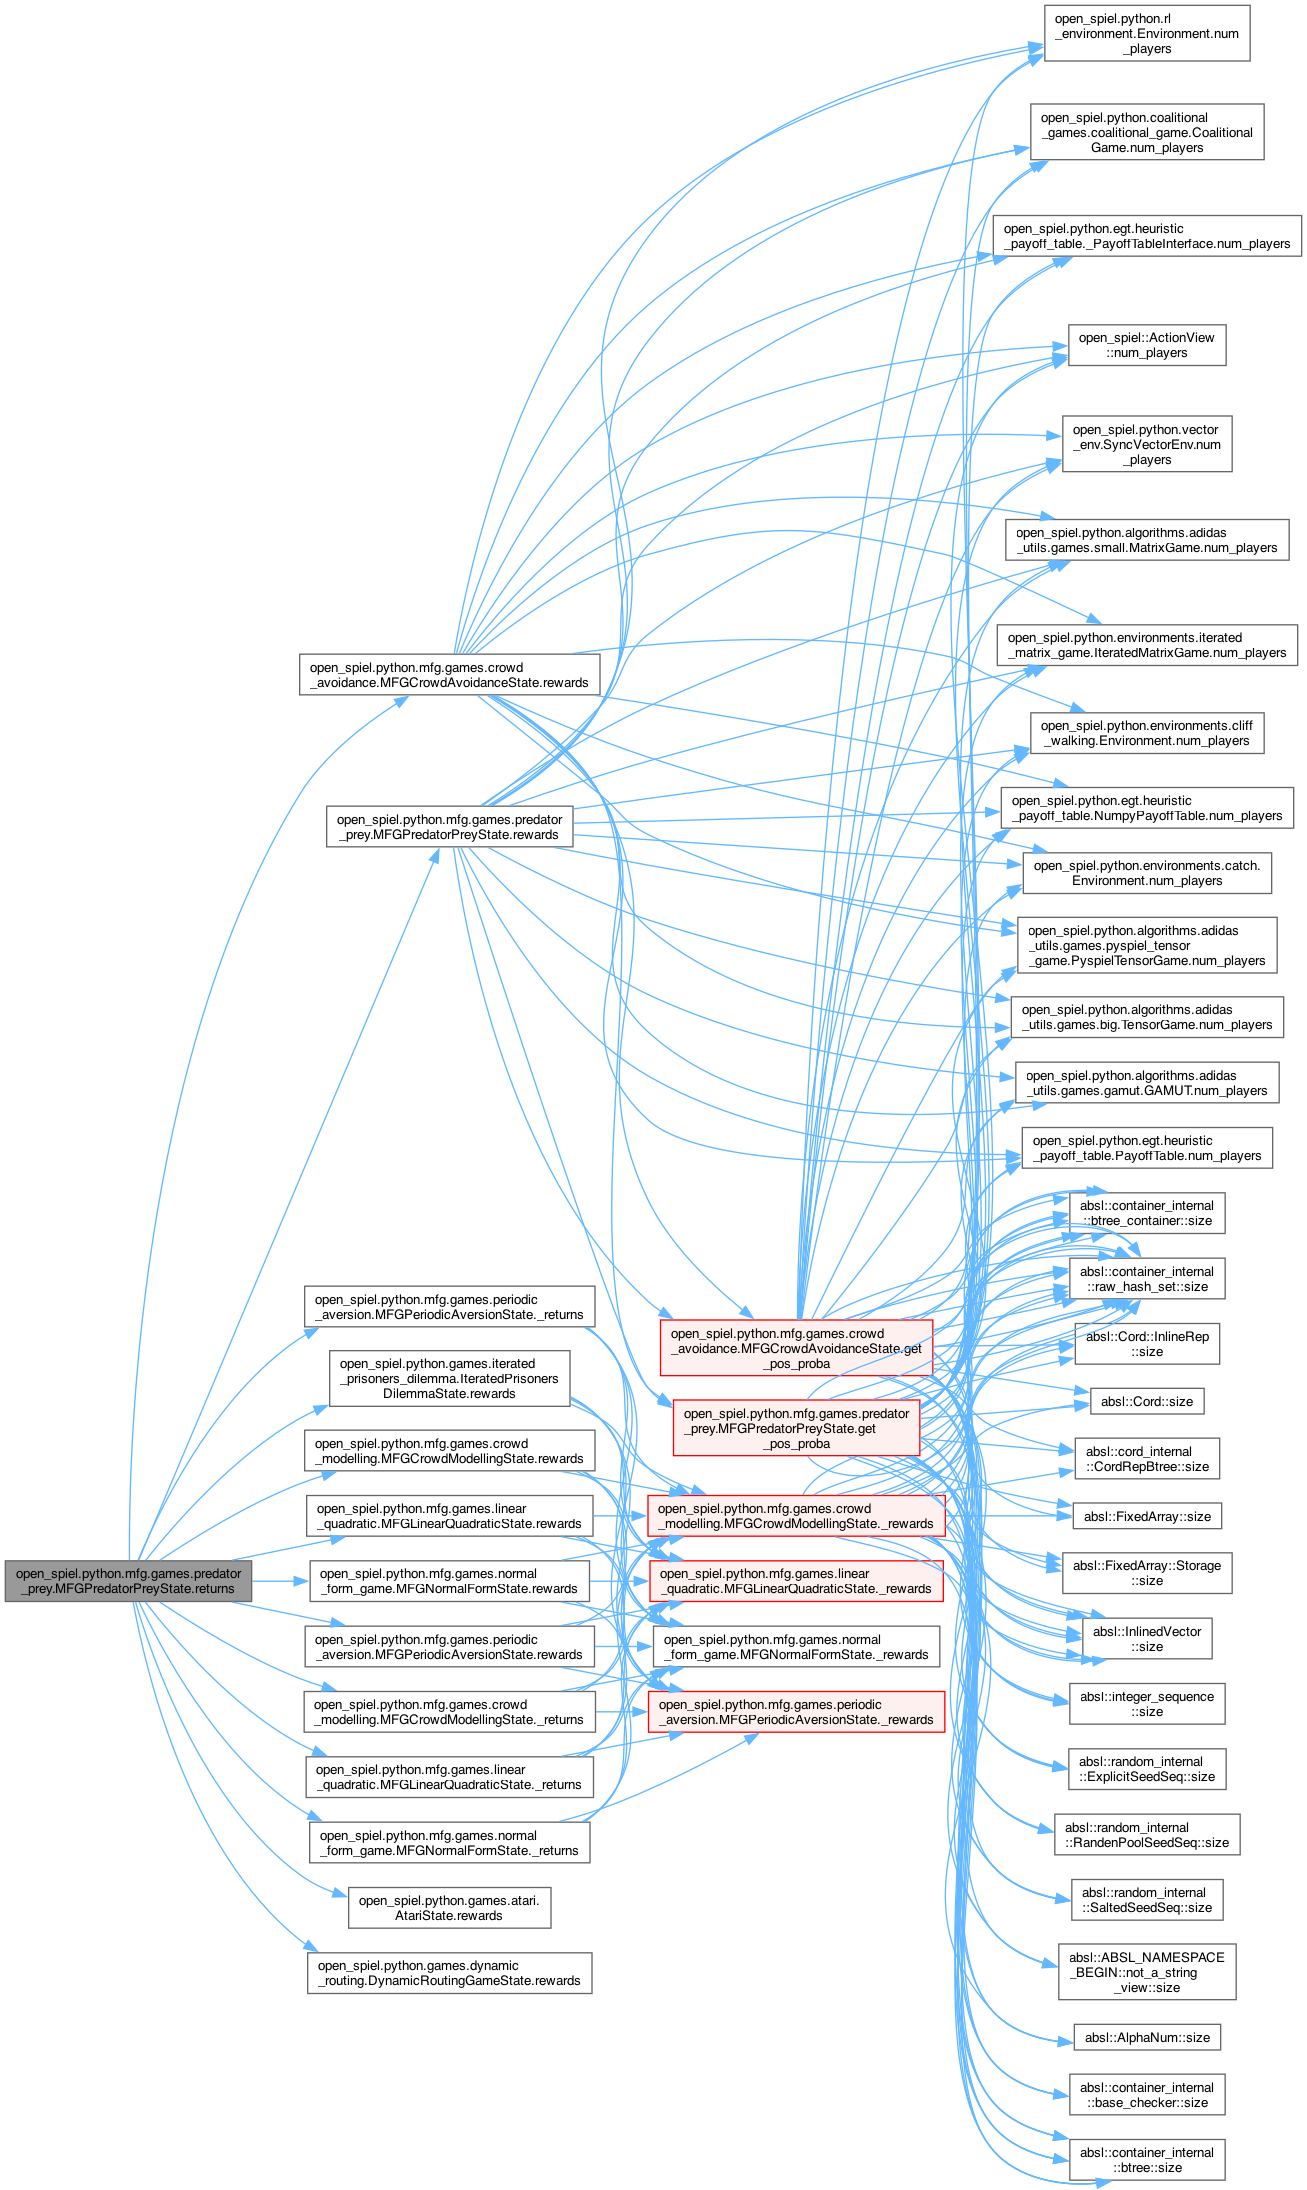 open_spiel.python.mfg.games.predator
_prey.MFGPredatorPreyState.returns
open_spiel.python.mfg.games.crowd
_avoidance.MFGCrowdAvoidanceState.rewards
open_spiel.python.mfg.games.predator
_prey.MFGPredatorPreyState.rewards
open_spiel.python.mfg.games.periodic
_aversion.MFGPeriodicAversionState._returns
open_spiel.python.games.iterated
_prisoners_dilemma.IteratedPrisoners
DilemmaState.rewards
open_spiel.python.mfg.games.crowd
_modelling.MFGCrowdModellingState.rewards
open_spiel.python.mfg.games.linear
_quadratic.MFGLinearQuadraticState.rewards
open_spiel.python.mfg.games.normal
_form_game.MFGNormalFormState.rewards
open_spiel.python.mfg.games.periodic
_aversion.MFGPeriodicAversionState.rewards
open_spiel.python.mfg.games.crowd
_modelling.MFGCrowdModellingState._returns
open_spiel.python.mfg.games.linear
_quadratic.MFGLinearQuadraticState._returns
open_spiel.python.mfg.games.normal
_form_game.MFGNormalFormState._returns
open_spiel.python.games.atari.
AtariState.rewards
open_spiel.python.games.dynamic
_routing.DynamicRoutingGameState.rewards
open_spiel.python.mfg.games.crowd
_avoidance.MFGCrowdAvoidanceState.get
_pos_proba
open_spiel.python.mfg.games.predator
_prey.MFGPredatorPreyState.get
_pos_proba
open_spiel.python.mfg.games.crowd
_modelling.MFGCrowdModellingState._rewards
open_spiel.python.mfg.games.linear
_quadratic.MFGLinearQuadraticState._rewards
open_spiel.python.mfg.games.normal
_form_game.MFGNormalFormState._rewards
open_spiel.python.mfg.games.periodic
_aversion.MFGPeriodicAversionState._rewards
open_spiel.python.rl
_environment.Environment.num
_players
open_spiel.python.coalitional
_games.coalitional_game.Coalitional
Game.num_players
open_spiel.python.egt.heuristic
_payoff_table._PayoffTableInterface.num_players
open_spiel::ActionView
::num_players
open_spiel.python.vector
_env.SyncVectorEnv.num
_players
open_spiel.python.algorithms.adidas
_utils.games.small.MatrixGame.num_players
open_spiel.python.environments.iterated
_matrix_game.IteratedMatrixGame.num_players
open_spiel.python.environments.cliff
_walking.Environment.num_players
open_spiel.python.egt.heuristic
_payoff_table.NumpyPayoffTable.num_players
open_spiel.python.environments.catch.
Environment.num_players
open_spiel.python.algorithms.adidas
_utils.games.pyspiel_tensor
_game.PyspielTensorGame.num_players
open_spiel.python.algorithms.adidas
_utils.games.big.TensorGame.num_players
open_spiel.python.algorithms.adidas
_utils.games.gamut.GAMUT.num_players
open_spiel.python.egt.heuristic
_payoff_table.PayoffTable.num_players
absl::container_internal
::btree_container::size
absl::container_internal
::raw_hash_set::size
absl::Cord::InlineRep
::size
absl::Cord::size
absl::cord_internal
::CordRepBtree::size
absl::FixedArray::size
absl::FixedArray::Storage
::size
absl::InlinedVector
::size
absl::integer_sequence
::size
absl::random_internal
::ExplicitSeedSeq::size
absl::random_internal
::RandenPoolSeedSeq::size
absl::random_internal
::SaltedSeedSeq::size
absl::ABSL_NAMESPACE
_BEGIN::not_a_string
_view::size
absl::AlphaNum::size
absl::container_internal
::base_checker::size
absl::container_internal
::btree::size